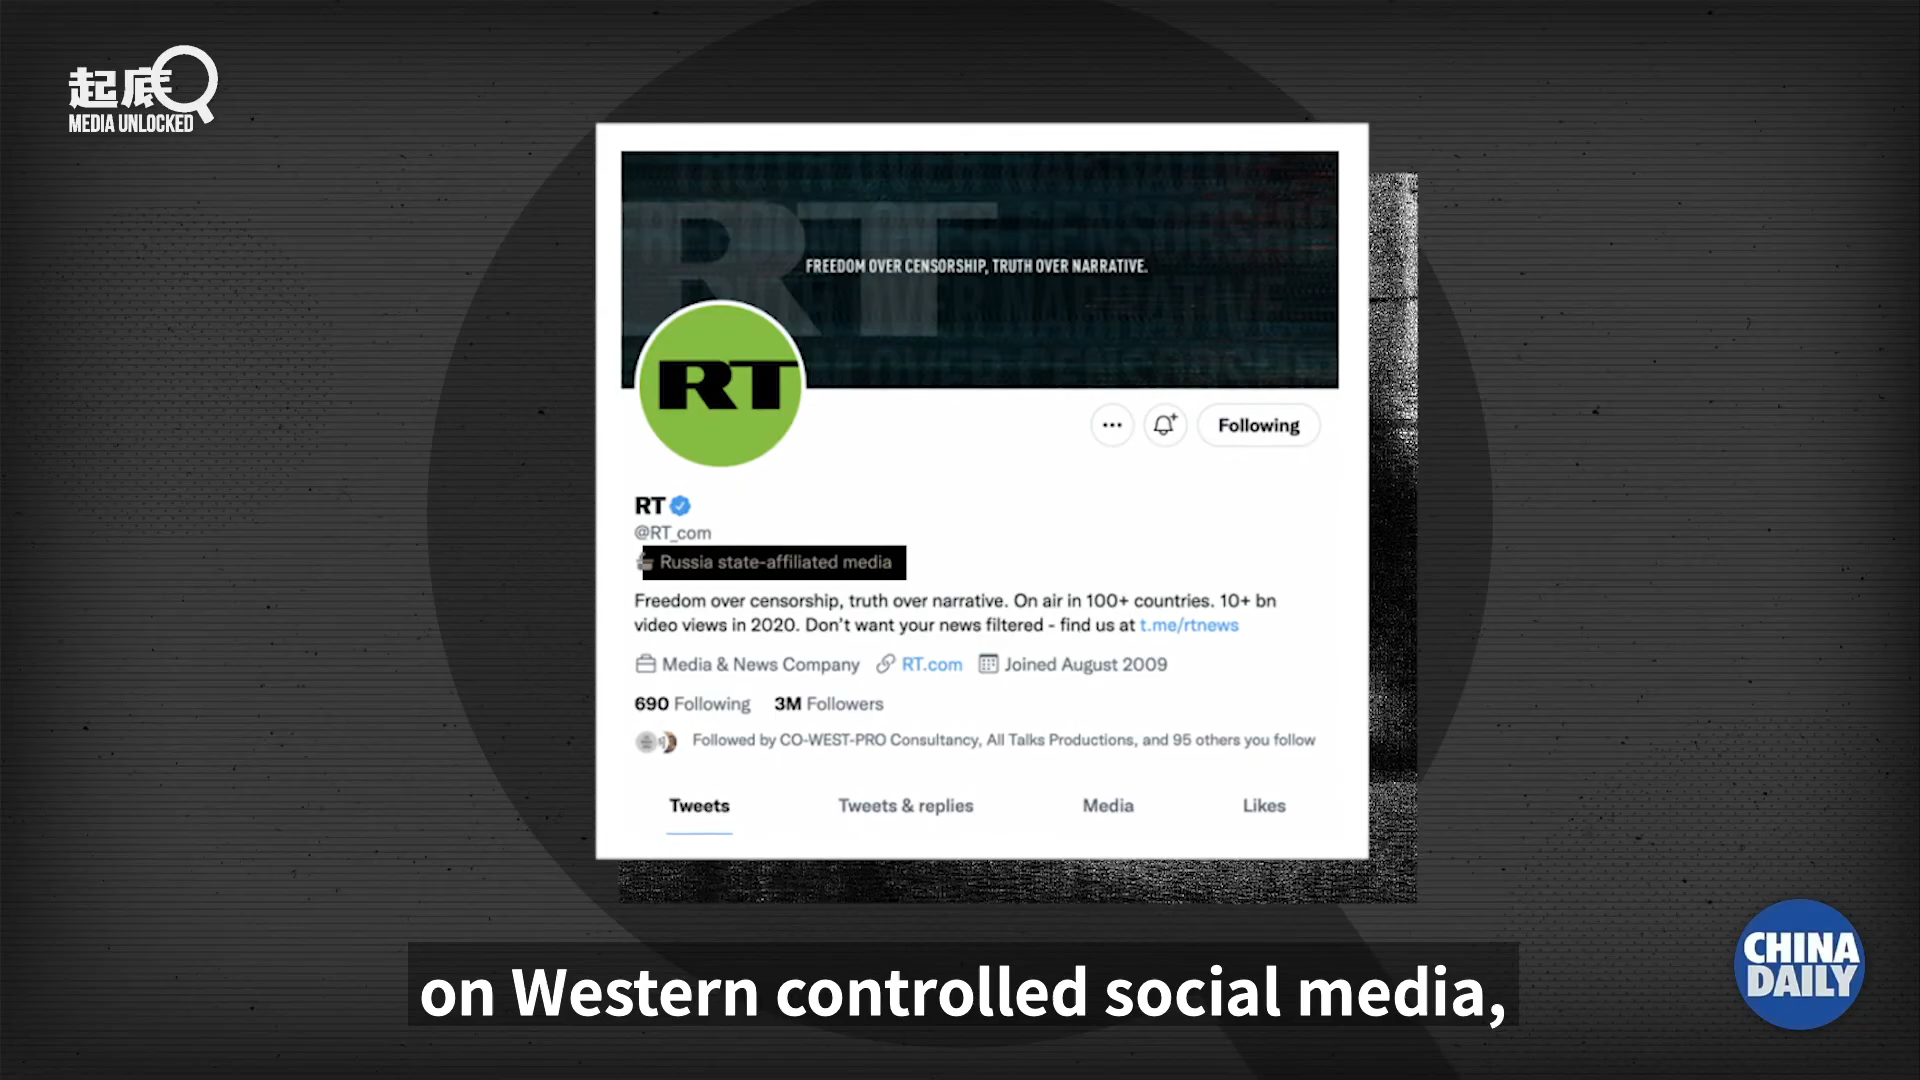 起底
MEDIA UNLOCKED
RT
FREEDOM OVER CENSORSHIP, TRUTH OVER NARRATIVE.
RT
Following
RT
@RT_com
Russia state-affiliated media
Freedom over censorship, truth over narrative. On air in 100+ countries. 10+ bn
video views in 2020. Don't want your news filtered - find us at t.me/rtnews
Media & News Company RT.com Joined August 2009
690 Following 3M Followers
Followed by CO-WEST-PRO Consultancy, All Talks Productions, and 95 others you follow
Tweets Tweets & replies Media Likes
on Western controlled social media,
CHINA
DAILY